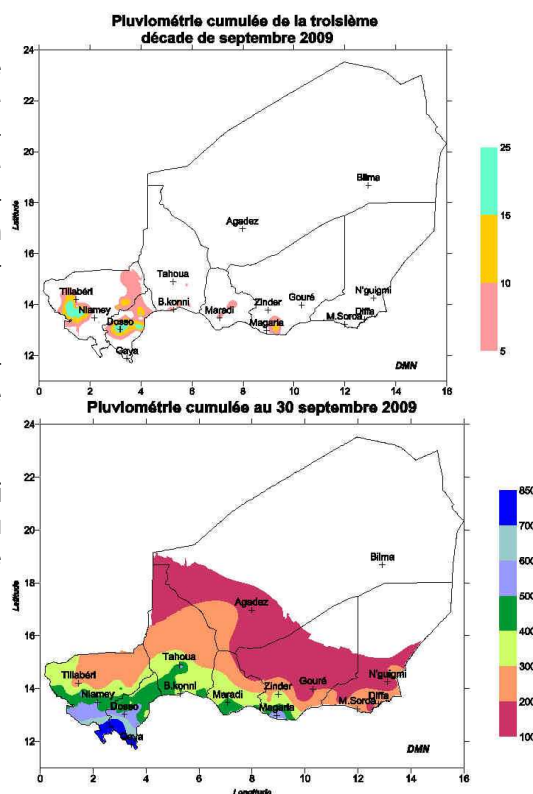 Pluviométrie cumulée de la troisième
décade de septembre 2009
24
22
20
18
16
14
12
Latitude
Bilma
Agadez
Tahoua
Tillabéri
Niamey
Dosso
Gaya
B.konni
Maradi
Zinder
Gouré
Magaria
N'guigmi
Diffa
M.Soroa
DMN
0 2 4 6 8 10 12 14 16
25
15
10
5
Pluviométrie cumulée au 30 septembre 2009
24
22
20
18
16
14
12
Latitude
Bilma
Agadez
Tahoua
Tillabéri
Niamey
Dosso
Gaya
B.konni
Maradi
Zinder
Gouré
Magaria
N'guigmi
Diffa
M.Soroa
DMN
0 2 4 6 8 10 12 14 16
Longitude
850
700
600
500
400
300
200
100